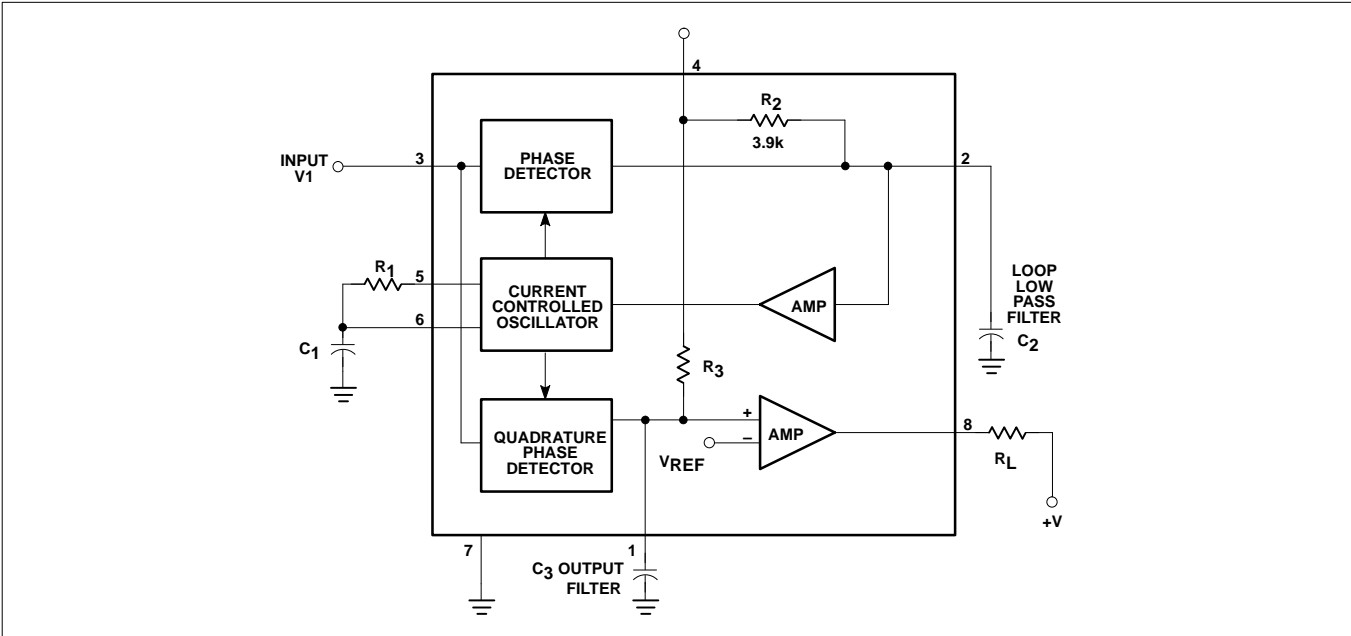 4
R2
3.9k
INPUT
V1
3
PHASE
DETECTOR
2
R1
5
CURRENT
CONTROLLED
OSCILLATOR
6
C1
AMP
LOOP
LOW
PASS
FILTER
C2
R3
QUADRATURE
PHASE
DETECTOR
+
–
AMP
VREF
8
RL
+V
7
1
C3 OUTPUT
FILTER